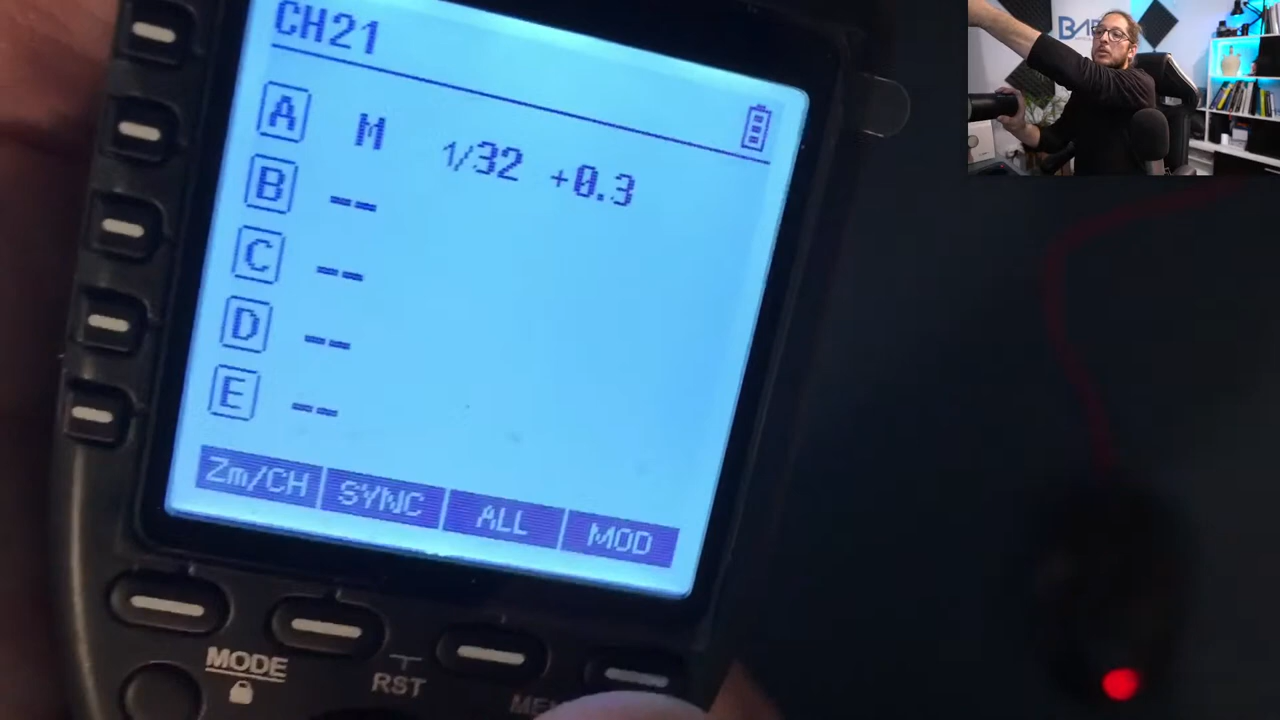 CH21
A M 1/32 +0.3
B --
C --
D --
E --
Zm/CH SYNC ALL MOD
MODE
RST